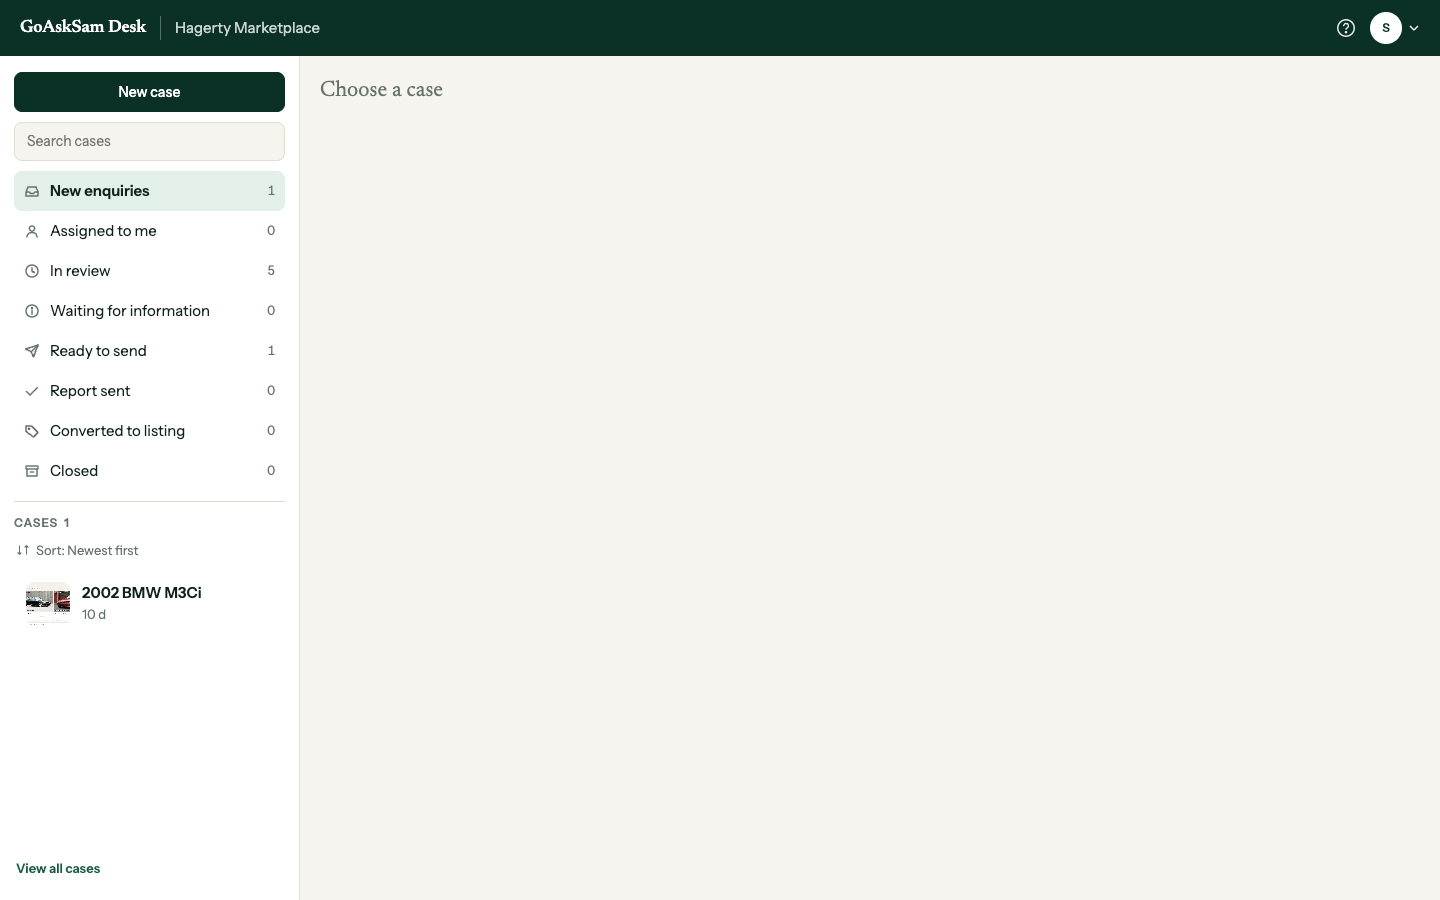 GoAskSam Desk
Hagerty Marketplace
S
New case
Search cases
New enquiries 1
Assigned to me 0
In review 5
Waiting for information 0
Ready to send 1
Report sent 0
Converted to listing 0
Closed 0
CASES 1
Sort: Newest first
2002 BMW M3Ci
10 d
View all cases
Choose a case